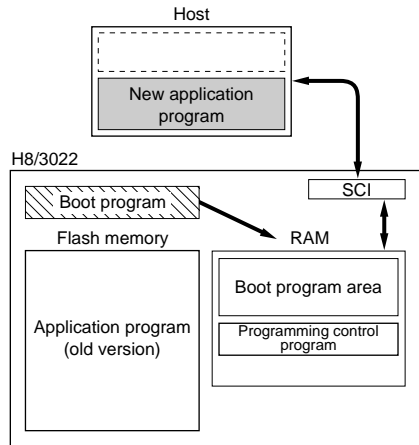 Host
New application
program
H8/3022
SCI
Boot program
Flash memory
RAM
Boot program area
Application program
(old version)
Programming control
program